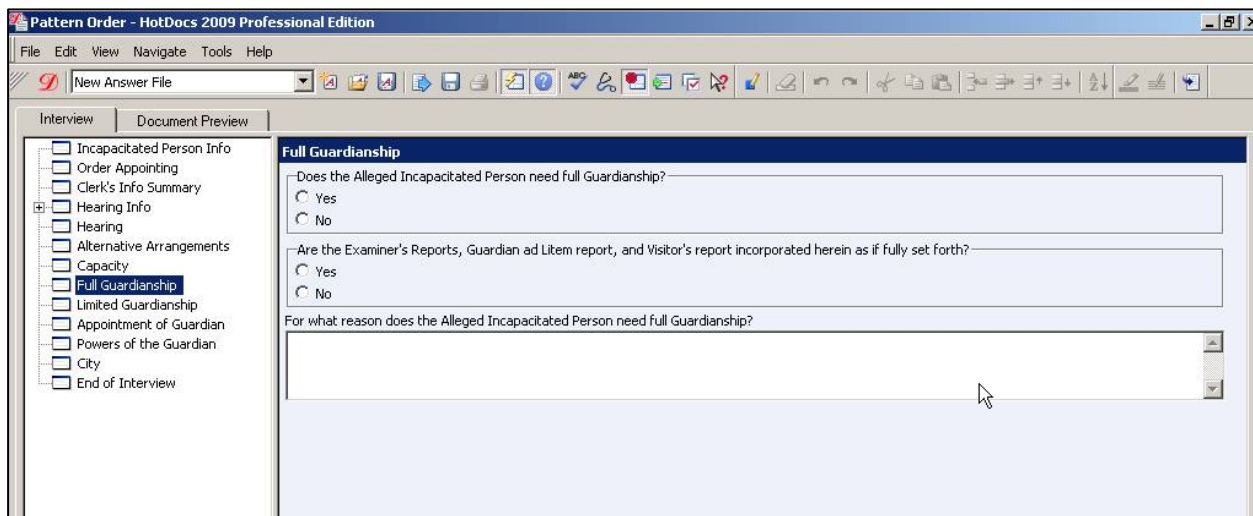 Pattern Order - HotDocs 2009 Professional Edition
File Edit View Navigate Tools Help
New Answer File
Interview
Document Preview
Incapacitated Person Info
Order Appointing
Clerk's Info Summary
Hearing Info
Hearing
Alternative Arrangements
Capacity
Full Guardianship
Limited Guardianship
Appointment of Guardian
Powers of the Guardian
City
End of Interview
Full Guardianship
Does the Alleged Incapacitated Person need full Guardianship?
Yes
No
Are the Examiner's Reports, Guardian ad Litem report, and Visitor's report incorporated herein as if fully set forth?
Yes
No
For what reason does the Alleged Incapacitated Person need full Guardianship?